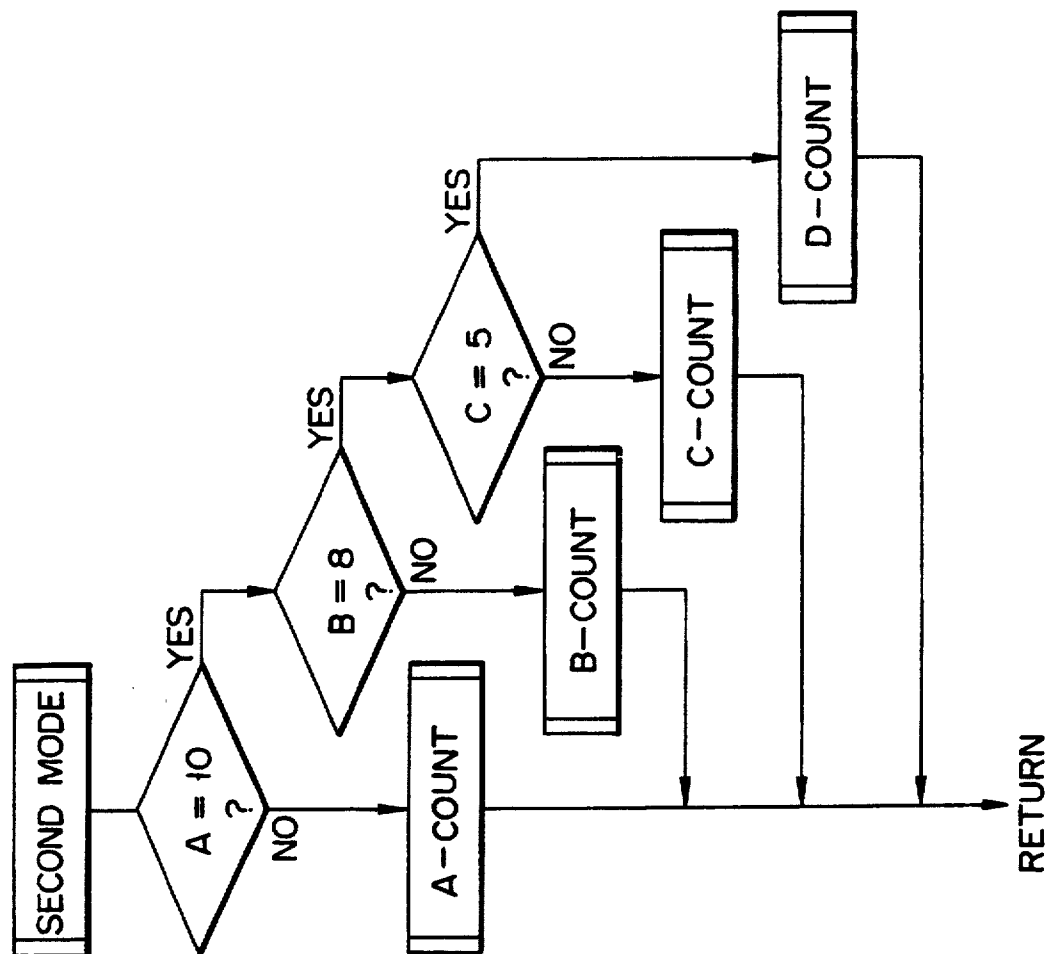 SECOND MODE
A = 10
?
YES
NO
B = 8
?
YES
NO
C = 5
?
YES
NO
A-COUNT
B-COUNT
C-COUNT
D-COUNT
RETURN